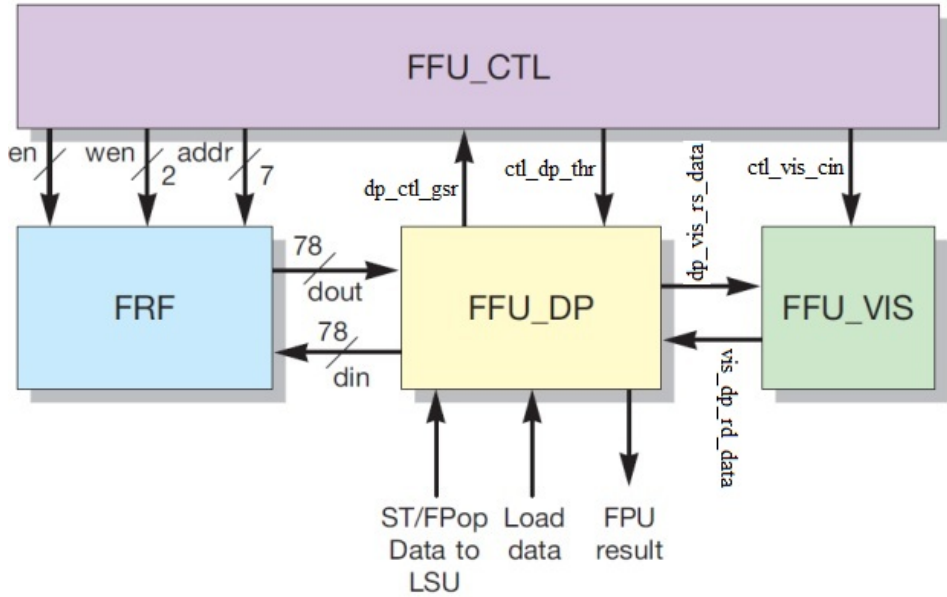 FFU_CTL
en
wen
2
addr
7
dp_ctl_gsr
ctl_dp_thr
dp_vis_rs_data
ctl_vis_cin
FRF
78
dout
78
din
FFU_DP
FFU_VIS
vis_dp_rd_data
ST/FPop
Data to
LSU
Load
data
FPU
result